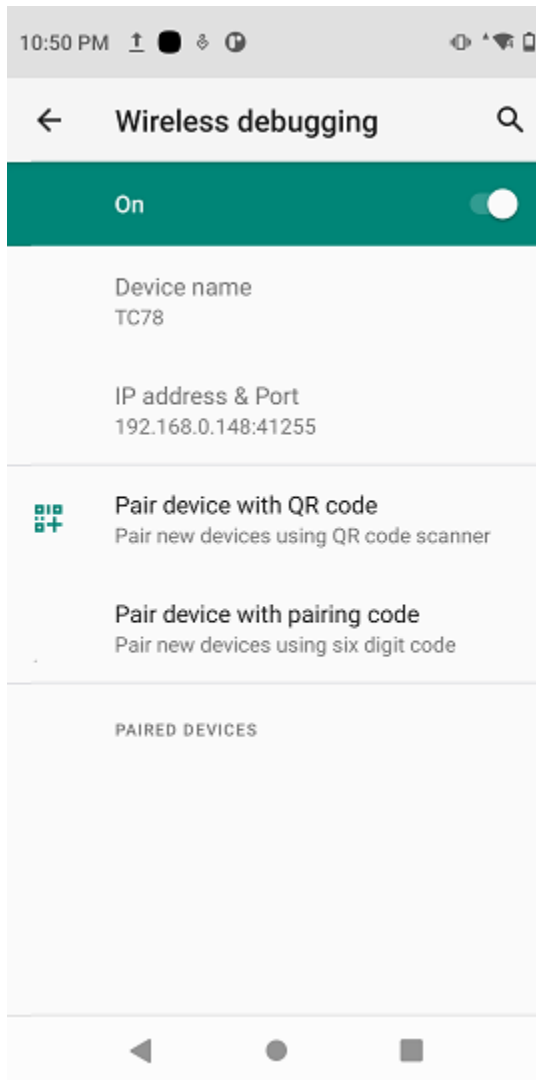 10:50 PM
Wireless debugging
On
Device name
TC78
IP address & Port
192.168.0.148:41255
Pair device with QR code
Pair new devices using QR code scanner
Pair device with pairing code
Pair new devices using six digit code
PAIRED DEVICES